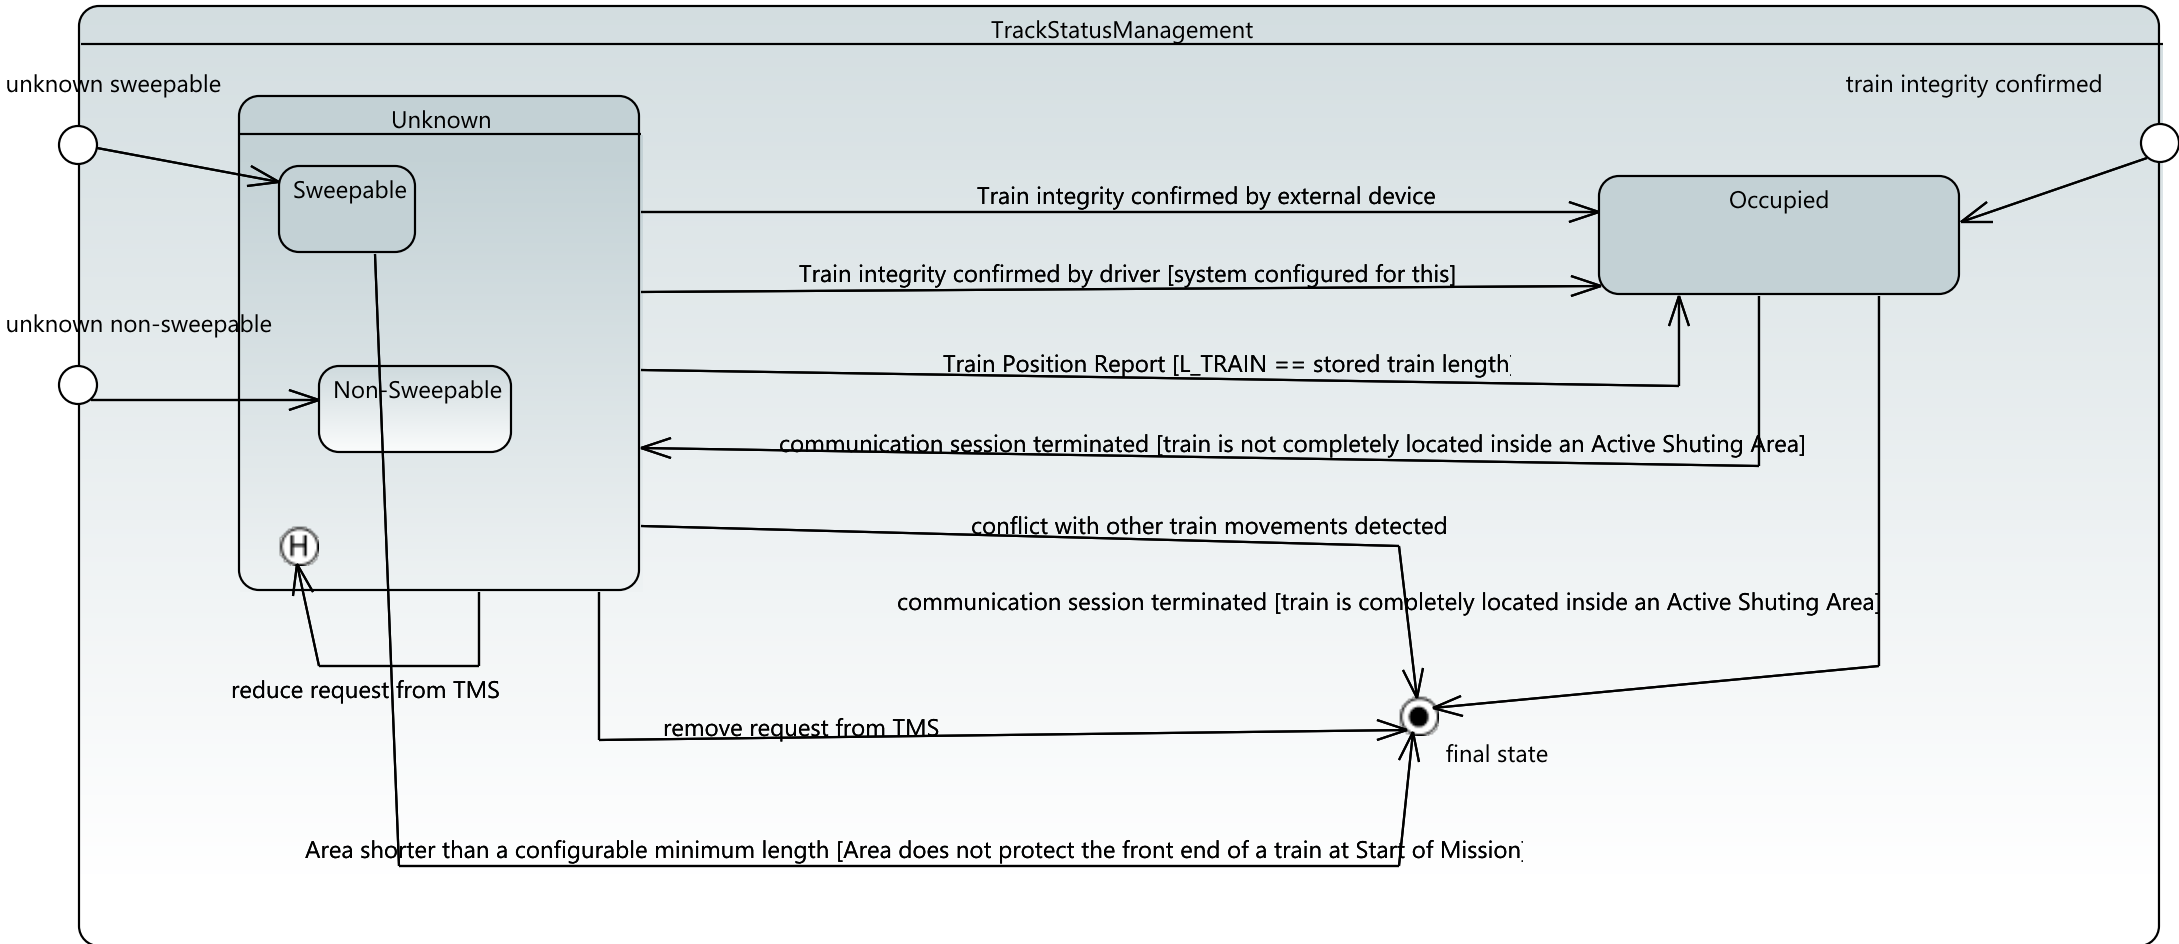 TrackStatusManagement
unknown sweepable
train integrity confirmed
Unknown
Sweepable
Occupied
Train integrity confirmed by external device
Train integrity confirmed by driver [system configured for this]
unknown non-sweepable
Train Position Report [L_TRAIN == stored train length]
Non-Sweepable
communication session terminated [train is not completely located inside an Active Shuting Area]
conflict with other train movements detected
H
communication session terminated [train is completely located inside an Active Shuting Area]
reduce request from TMS
remove request from TMS
final state
Area shorter than a configurable minimum length [Area does not protect the front end of a train at Start of Mission]